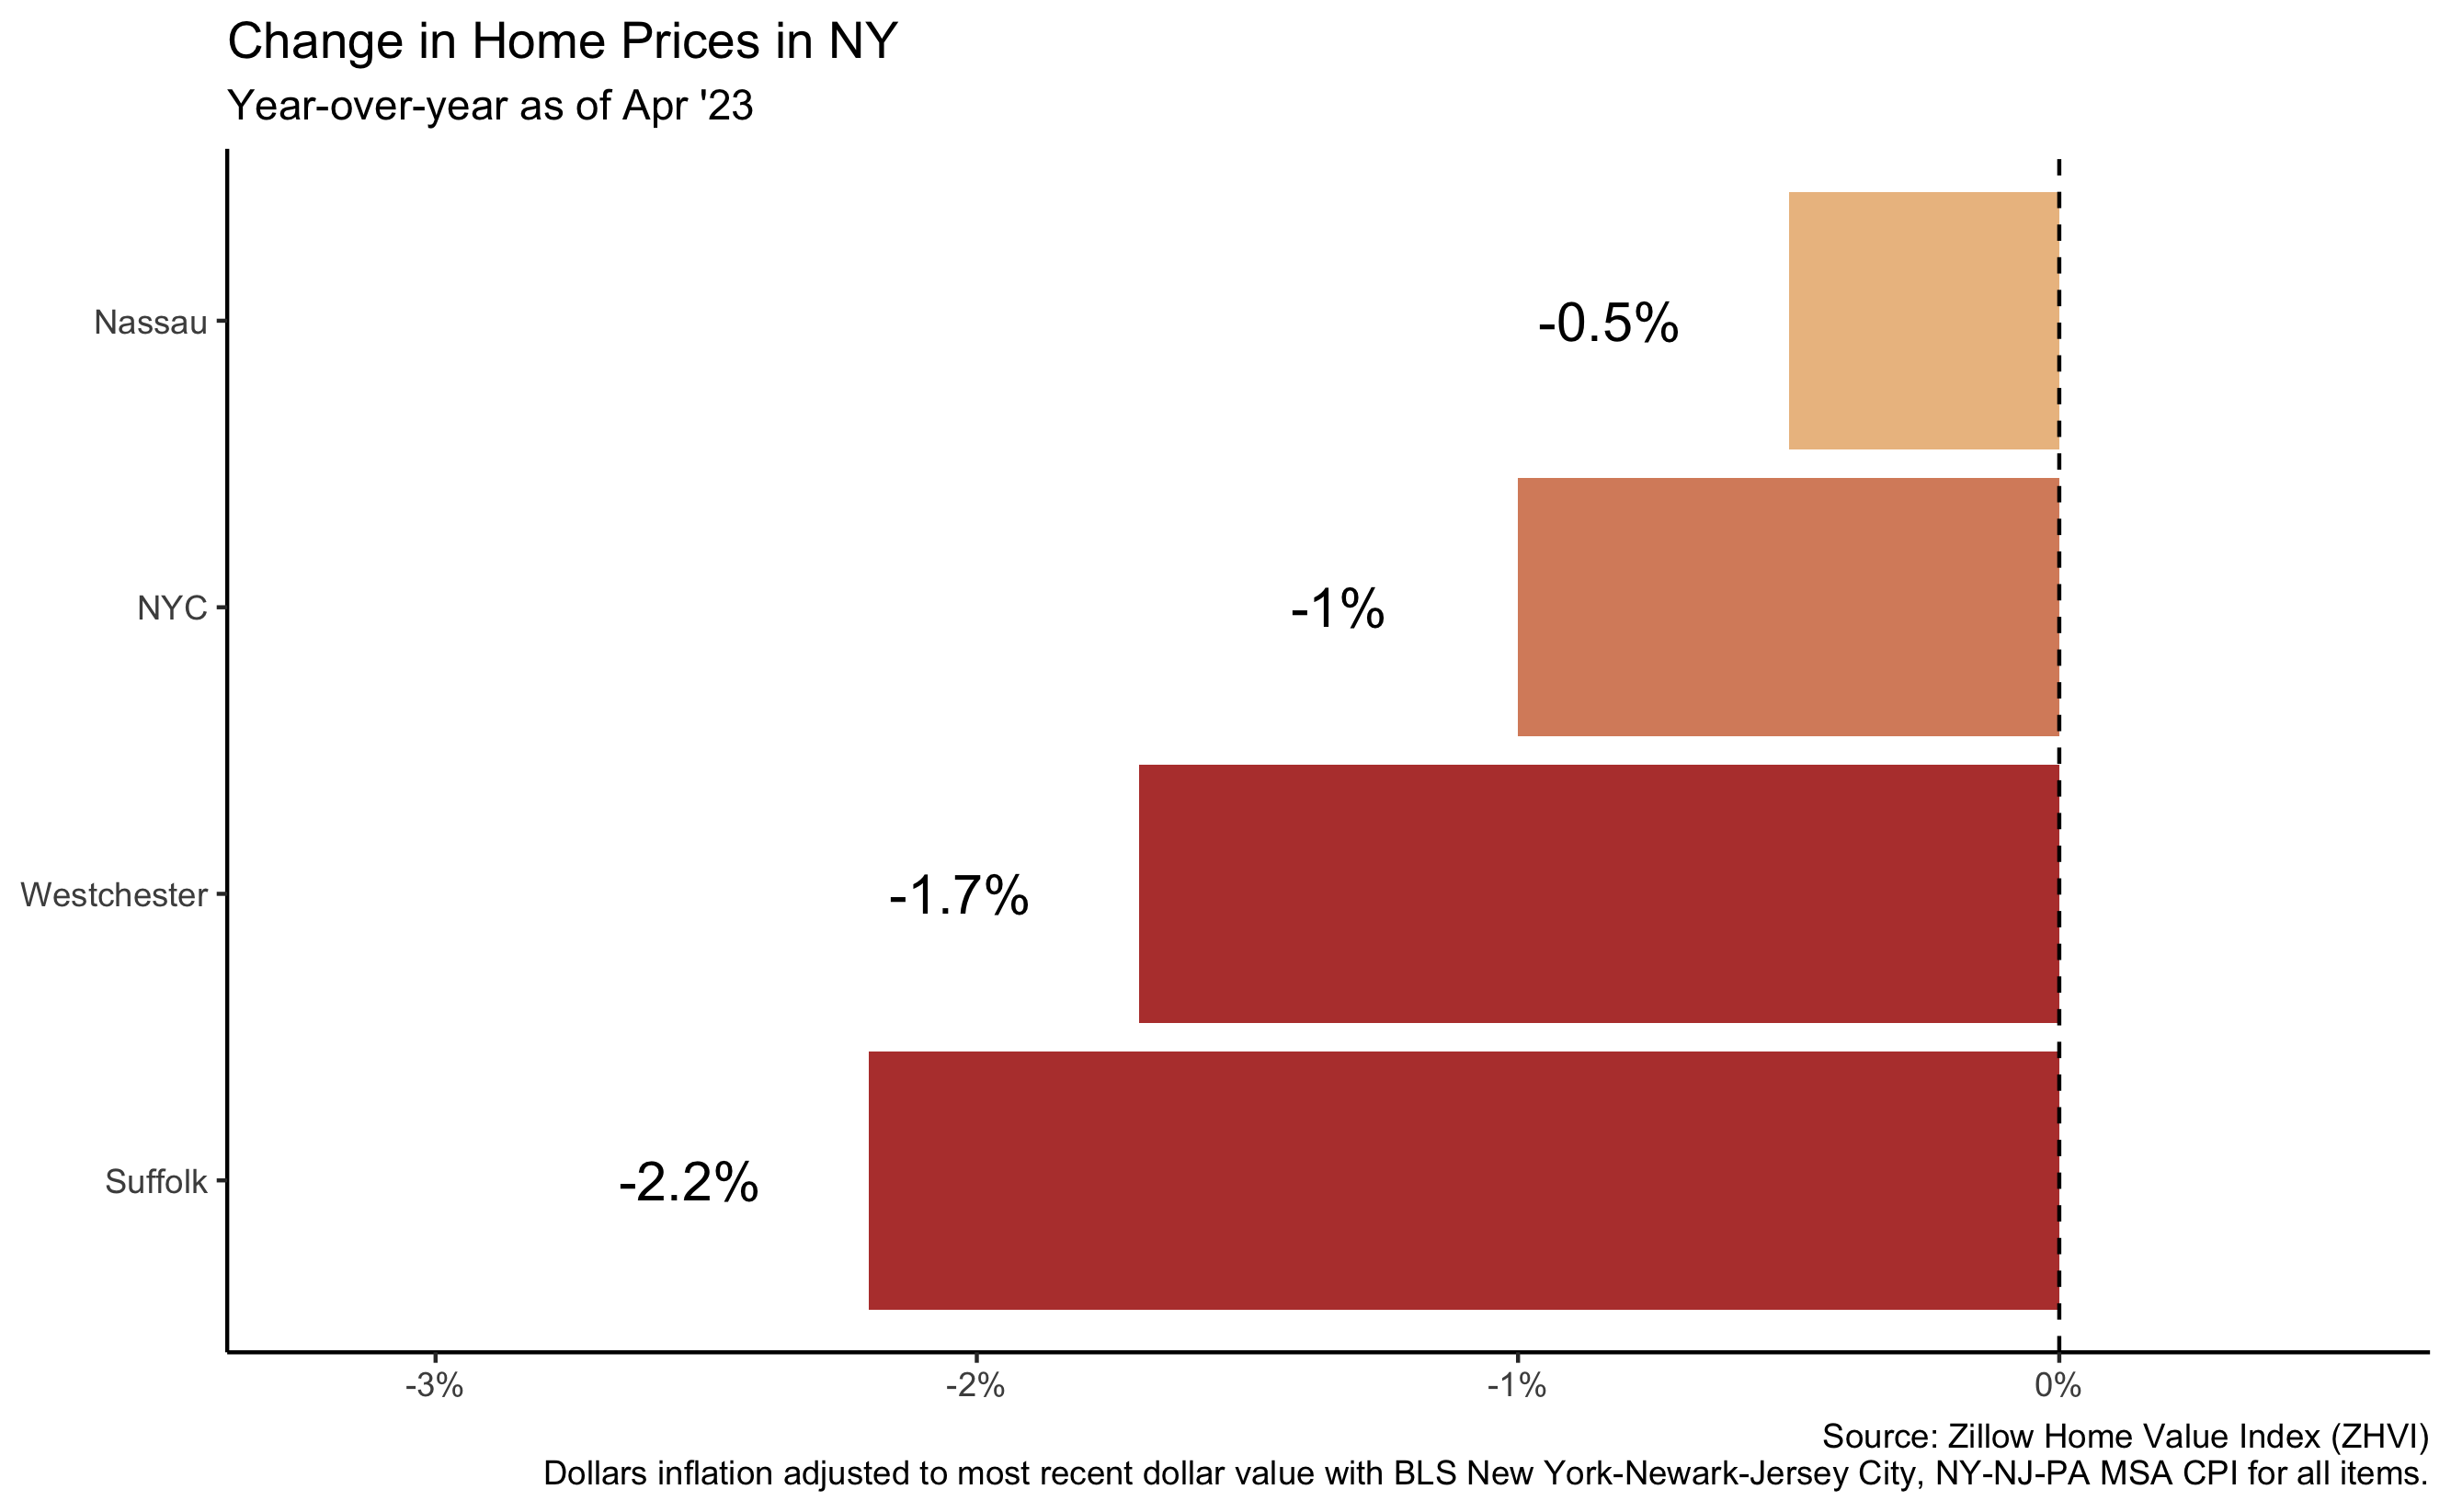 Change in Home Prices in NY
Year-over-year as of Apr '23
Nassau
-0.5%
NYC
-1%
Westchester
-1.7%
Suffolk
-2.2%
-3%
-2%
-1%
0%
Source: Zillow Home Value Index (ZHVI)
Dollars inflation adjusted to most recent dollar value with BLS New York-Newark-Jersey City, NY-NJ-PA MSA CPI for all items.